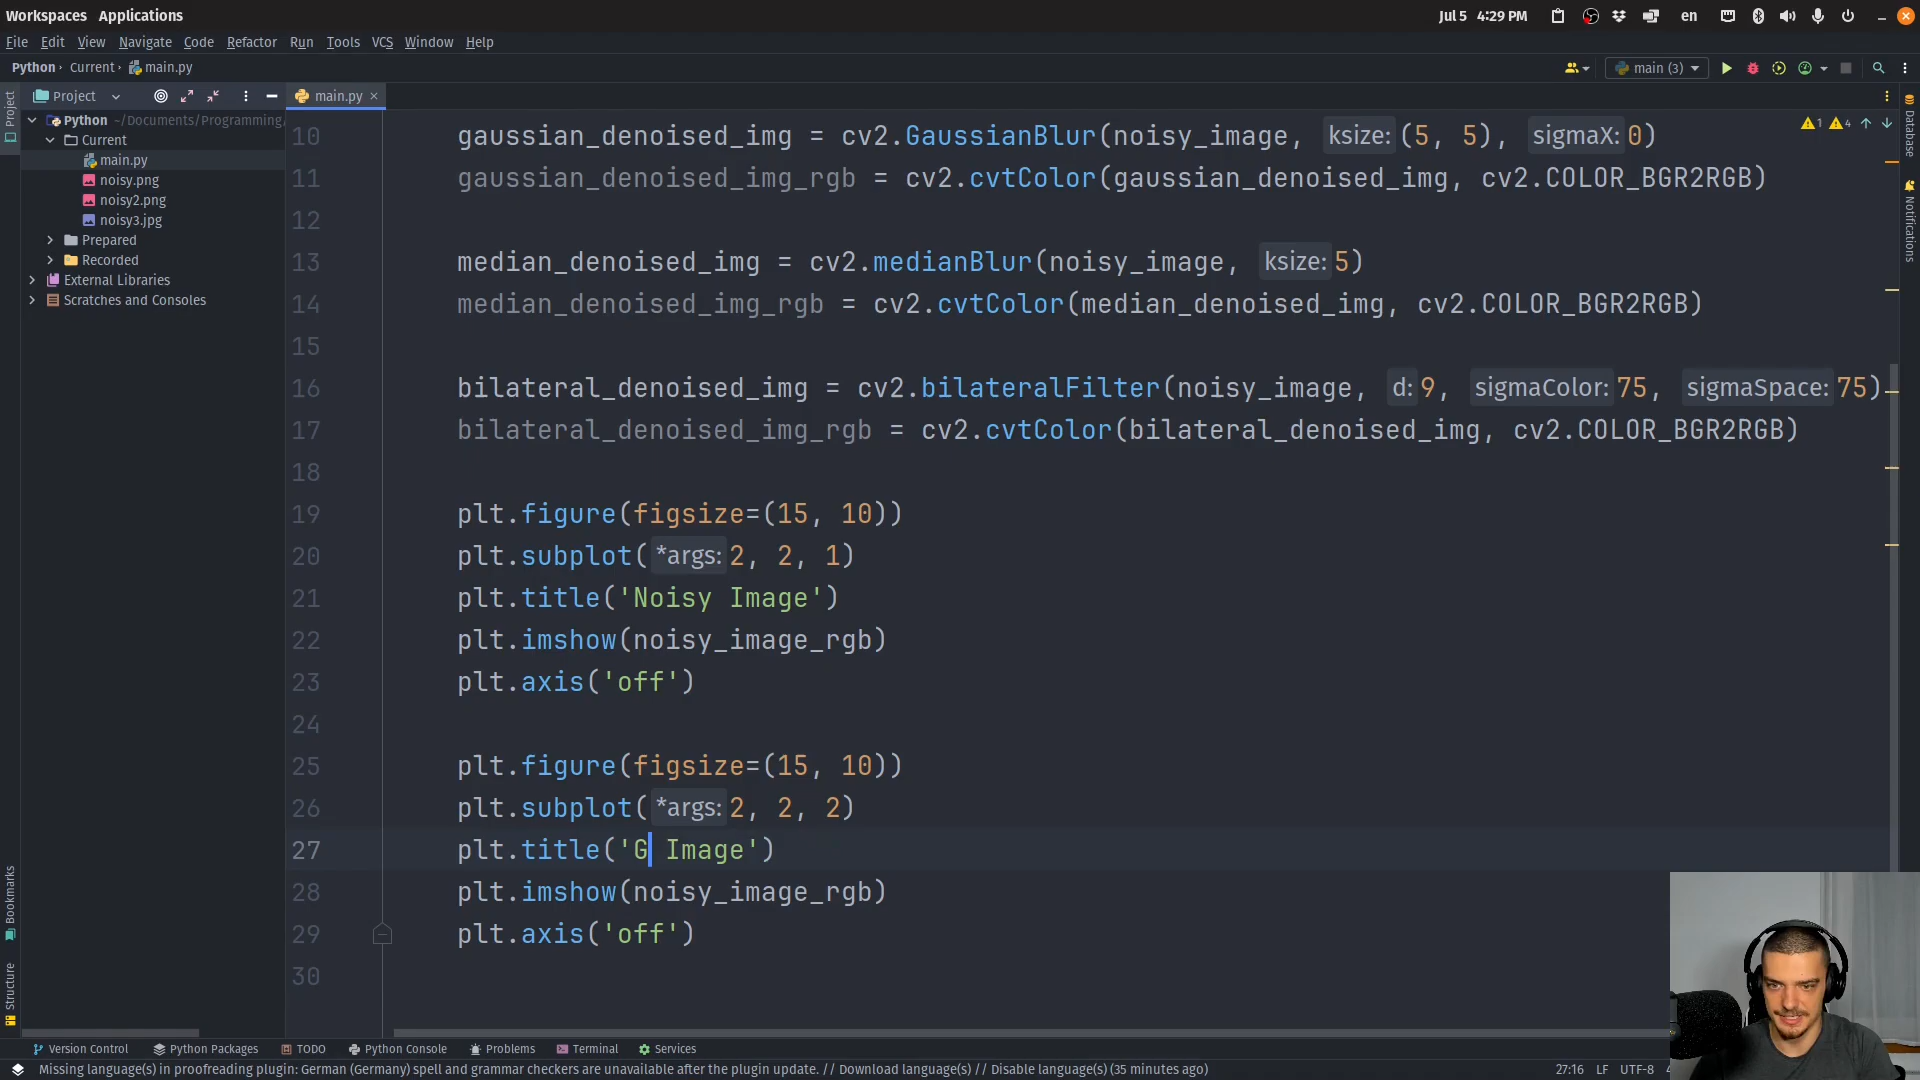 Workspaces Applications Jul 5 4:29 PM en
File Edit View Navigate Code Refactor Run Tools VCS Window Help
Python Current main.py main (3)
Project main.py
Python ~/Documents/Programming/
Current
main.py
noisy.png
noisy2.png
noisy3.jpg
Prepared
Recorded
External Libraries
Scratches and Consoles
Project
Bookmarks
Structure
10 gaussian_denoised_img = cv2.GaussianBlur(noisy_image, ksize: (5, 5), sigmaX: 0)
11 gaussian_denoised_img_rgb = cv2.cvtColor(gaussian_denoised_img, cv2.COLOR_BGR2RGB)
12
13 median_denoised_img = cv2.medianBlur(noisy_image, ksize: 5)
14 median_denoised_img_rgb = cv2.cvtColor(median_denoised_img, cv2.COLOR_BGR2RGB)
15
16 bilateral_denoised_img = cv2.bilateralFilter(noisy_image, d: 9, sigmaColor: 75, sigmaSpace: 75)
17 bilateral_denoised_img_rgb = cv2.cvtColor(bilateral_denoised_img, cv2.COLOR_BGR2RGB)
18
19 plt.figure(figsize=(15, 10))
20 plt.subplot(*args: 2, 2, 1)
21 plt.title('Noisy Image')
22 plt.imshow(noisy_image_rgb)
23 plt.axis('off')
24
25 plt.figure(figsize=(15, 10))
26 plt.subplot(*args: 2, 2, 2)
27 plt.title('G Image')
28 plt.imshow(noisy_image_rgb)
29 plt.axis('off')
30
1 4
Database
Notifications
Version Control Python Packages TODO Python Console Problems Terminal Services
Missing language(s) in proofreading plugin: German (Germany) spell and grammar checkers are unavailable after the plugin update. // Download language(s) // Disable language(s) (35 minutes ago) 27:16 LF UTF-8